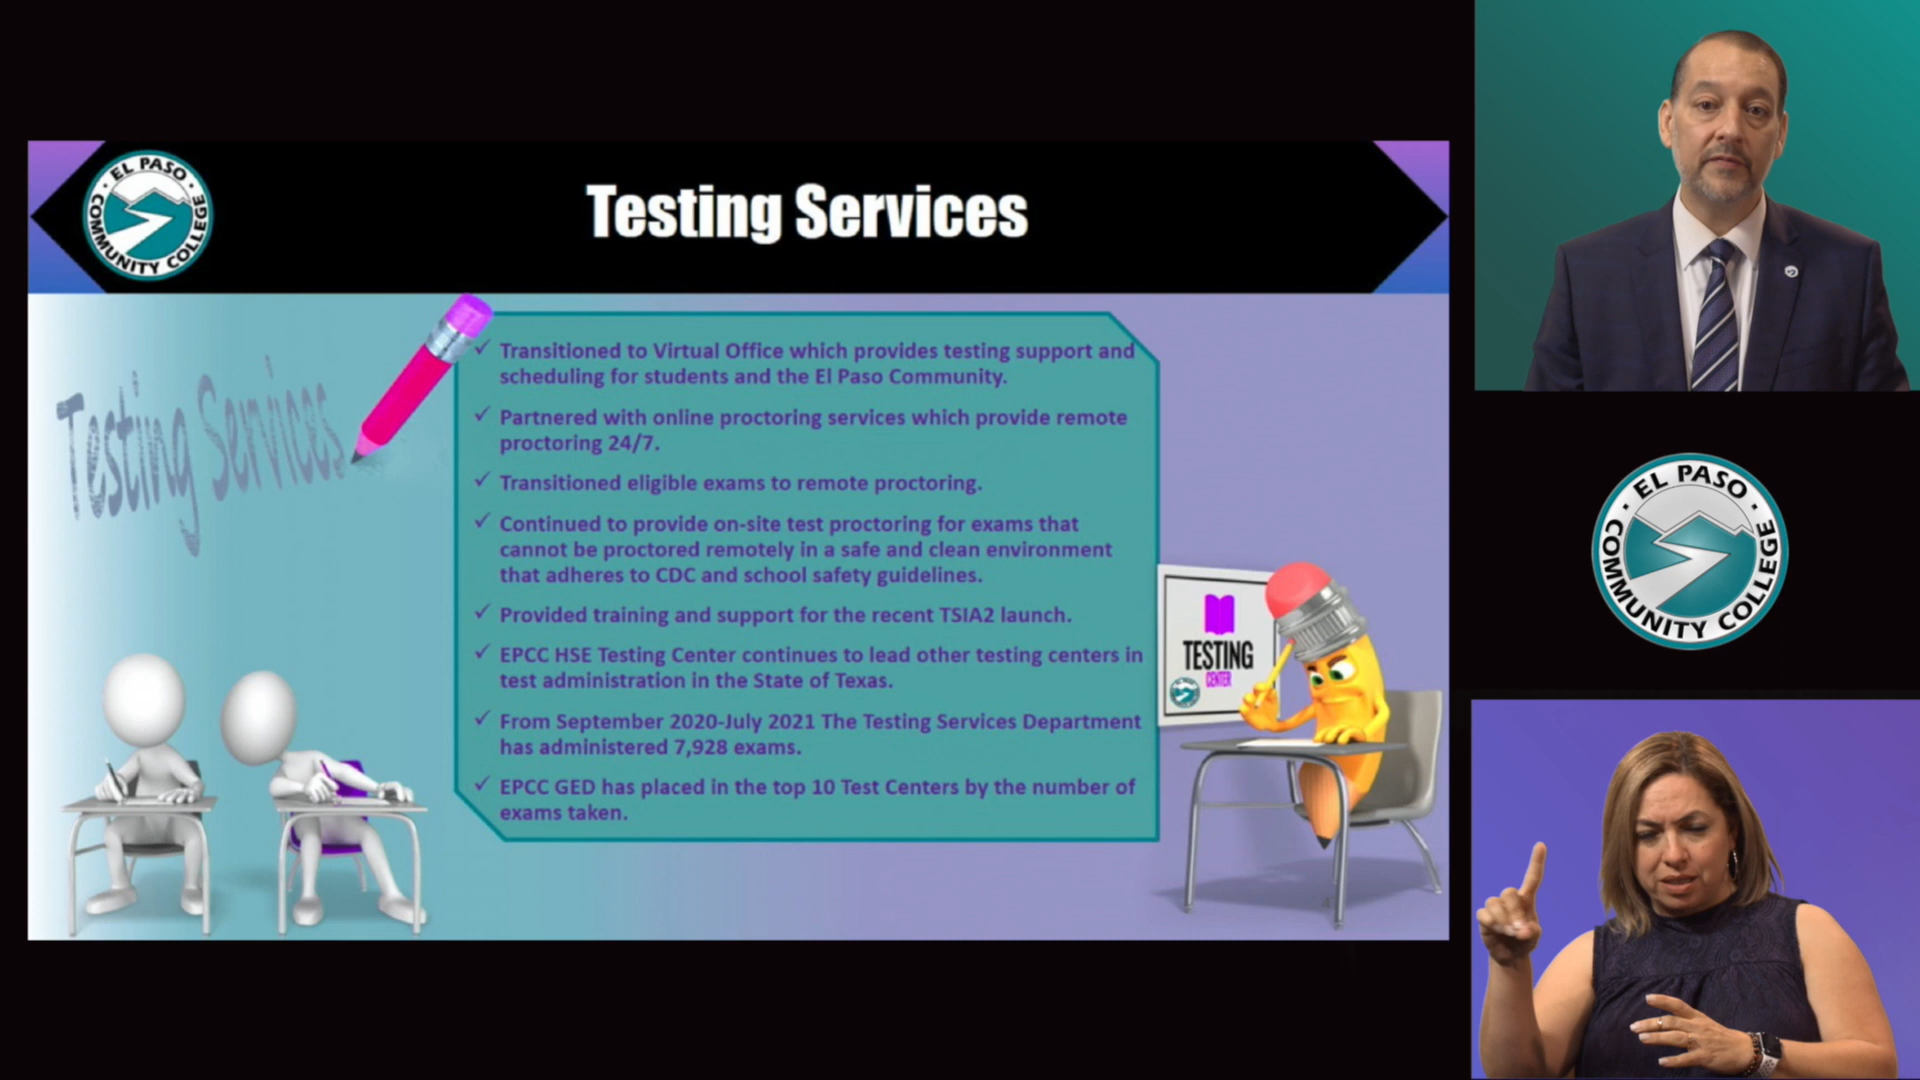 EL PASO
COMMUNITY COLLEGE
Testing Services
Testing Services
✓ Transitioned to Virtual Office which provides testing support and
scheduling for students and the El Paso Community.
✓ Partnered with online proctoring services which provide remote
proctoring 24/7.
✓ Transitioned eligible exams to remote proctoring.
✓ Continued to provide on-site test proctoring for exams that
cannot be proctored remotely in a safe and clean environment
that adheres to CDC and school safety guidelines.
✓ Provided training and support for the recent TSIA2 launch.
✓ EPCC HSE Testing Center continues to lead other testing centers in
test administration in the State of Texas.
✓ From September 2020-July 2021 The Testing Services Department
has administered 7,928 exams.
✓ EPCC GED has placed in the top 10 Test Centers by the number of
exams taken.
TESTING
CENTER
EL PASO
COMMUNITY COLLEGE